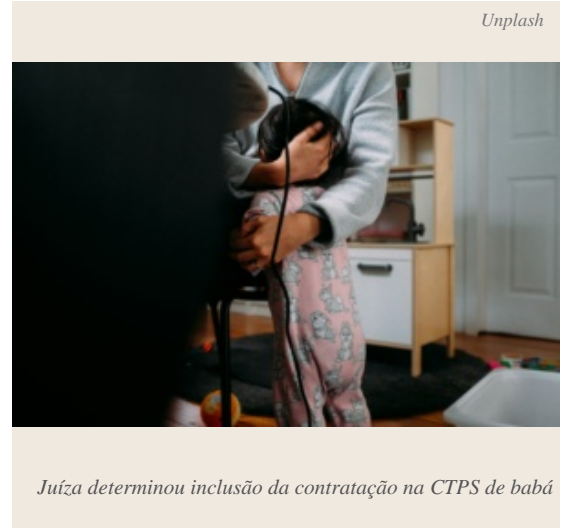 Unplash
Juíza determinou inclusão da contratação na CTPS de babá